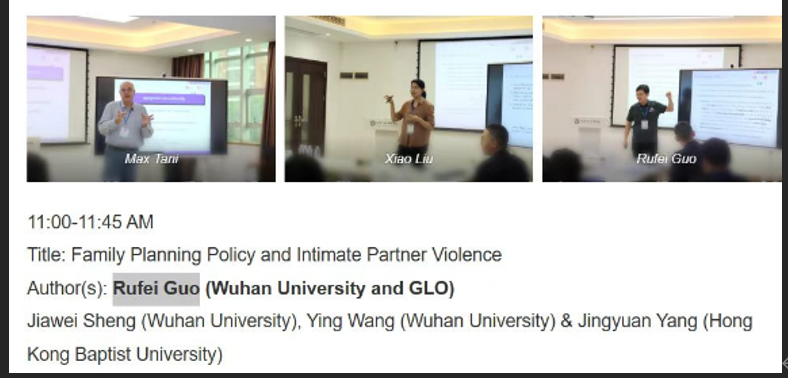 Max Tani
Xiao Liu
Rufei Guo
11:00-11:45 AM
Title: Family Planning Policy and Intimate Partner Violence
Author(s): Rufei Guo (Wuhan University and GLO)
Jiawei Sheng (Wuhan University), Ying Wang (Wuhan University) & Jingyuan Yang (Hong
Kong Baptist University)